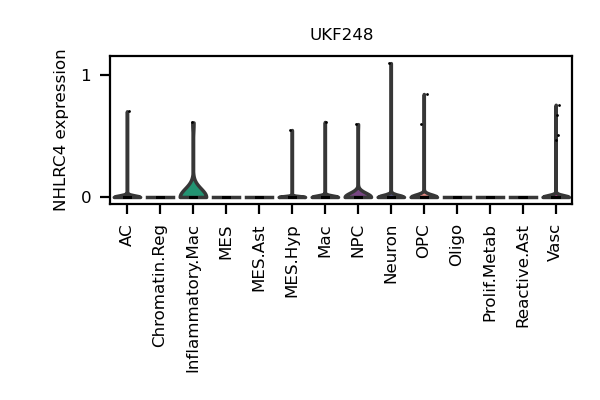 UKF248
NHLRC4 expression
1
0
AC
Chromatin.Reg
Inflammatory.Mac
MES
MES.Ast
MES.Hyp
Mac
NPC
Neuron
OPC
Oligo
Prolif.Metab
Reactive.Ast
Vasc